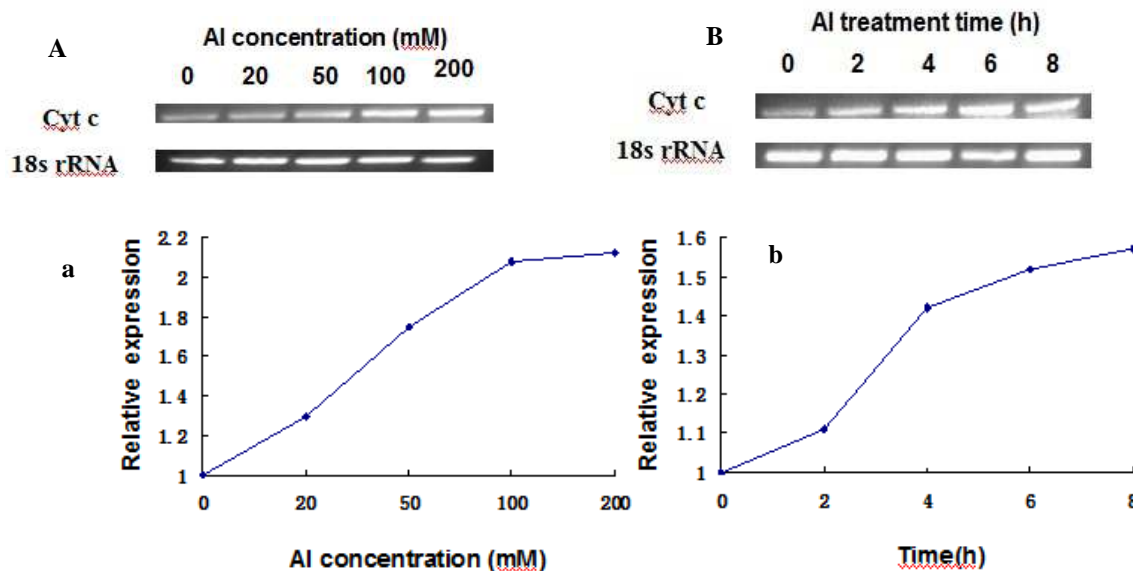 A
Al concentration (mM)
0 20 50 100 200
Cyt c
18s rRNA
B
Al treatment time (h)
0 2 4 6 8
Cyt c
18s rRNA
a
Relative expression
2.2
2
1.8
1.6
1.4
1.2
1
0 20 50 100 200
Al concentration (mM)
b
Relative expression
1.6
1.5
1.4
1.3
1.2
1.1
1
0 2 4 6 8
Time(h)